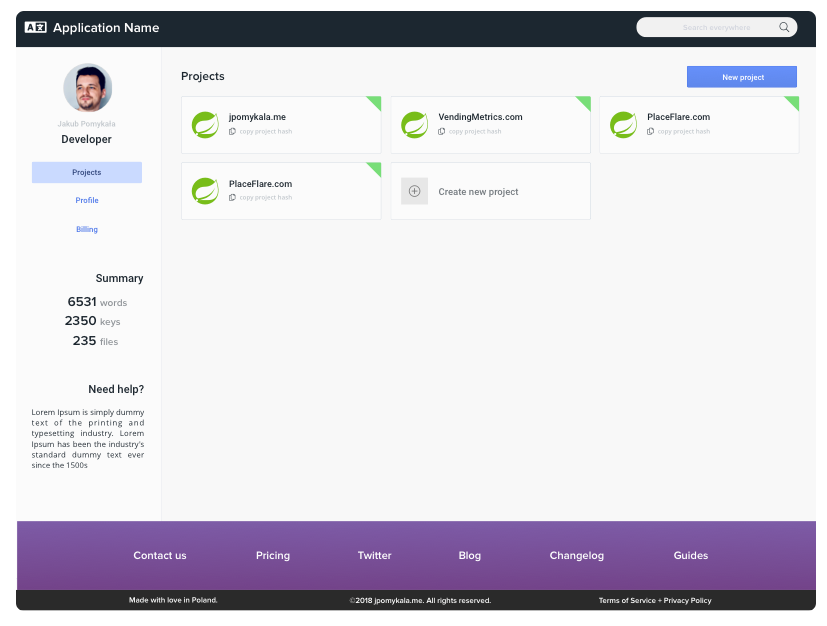 A文 Application Name
Search everywhere
Jakub Pomykała
Developer
Projects
Profile
Billing
Summary
6531 words
2350 keys
235 files
Need help?
Lorem Ipsum is simply dummy
text of the printing and
typesetting industry. Lorem
Ipsum has been the industry's
standard dummy text ever
since the 1500s
Projects
New project
jpomykala.me
copy project hash
VendingMetrics.com
copy project hash
PlaceFlare.com
copy project hash
PlaceFlare.com
copy project hash
Create new project
Contact us Pricing Twitter Blog Changelog Guides
Made with love in Poland. ©2018 jpomykala.me. All rights reserved. Terms of Service + Privacy Policy